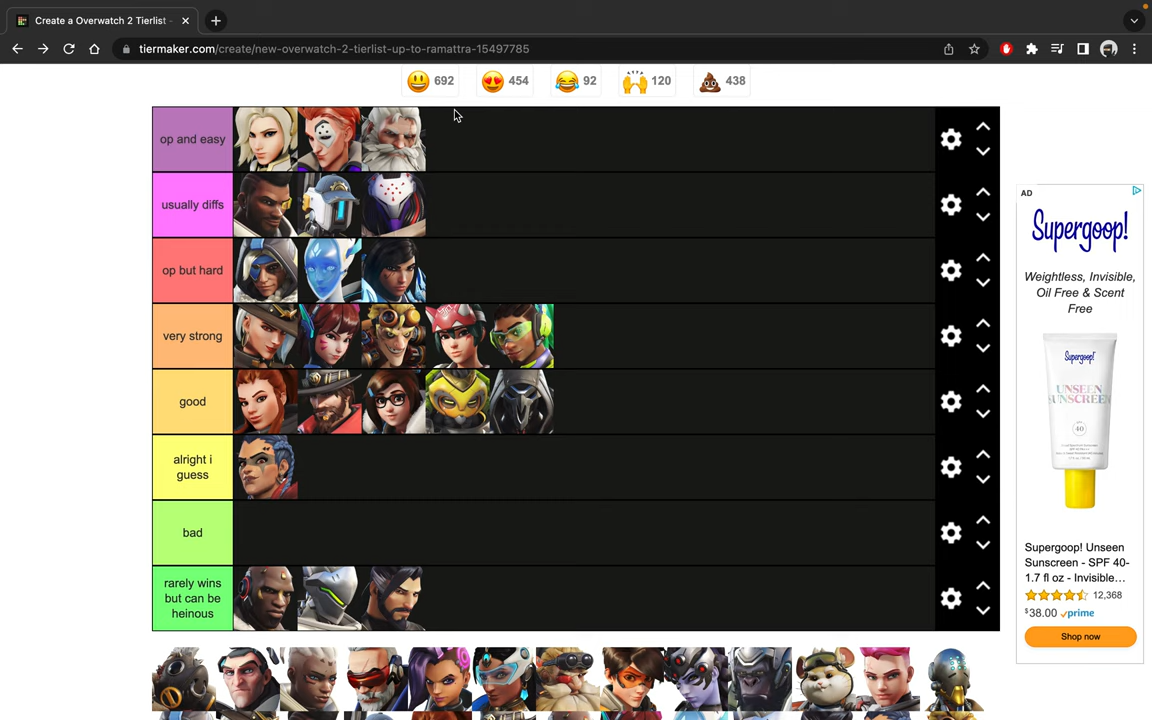 Create a Overwatch 2 Tierlist -
tiermaker.com/create/new-overwatch-2-tierlist-up-to-ramattra-15497785
692 454 92 120 438
op and easy
usually diffs
op but hard
very strong
good
alright i
guess
bad
rarely wins
but can be
heinous
AD
Supergoop!
Weightless, Invisible,
Oil Free & Scent
Free
Supergoop!
UNSEEN
SUNSCREEN
40
Supergoop! Unseen
Sunscreen - SPF 40-
1.7 fl oz - Invisible…
12,368
$38.00 prime
Shop now